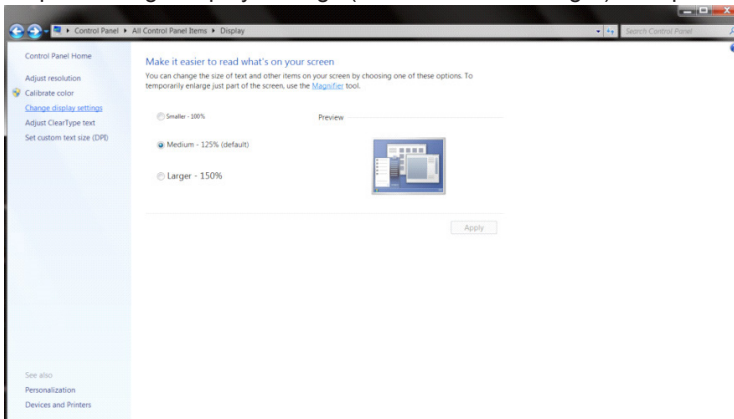 Control Panel ▸ All Control Panel Items ▸ Display
Search Control Panel
Control Panel Home
Adjust resolution
Calibrate color
Change display settings
Adjust ClearType text
Set custom text size (DPI)
See also
Personalization
Devices and Printers
Make it easier to read what's on your screen
You can change the size of text and other items on your screen by choosing one of these options. To
temporarily enlarge just part of the screen, use the Magnifier tool.
Smaller - 100%
Preview
Medium - 125% (default)
Larger - 150%
Apply